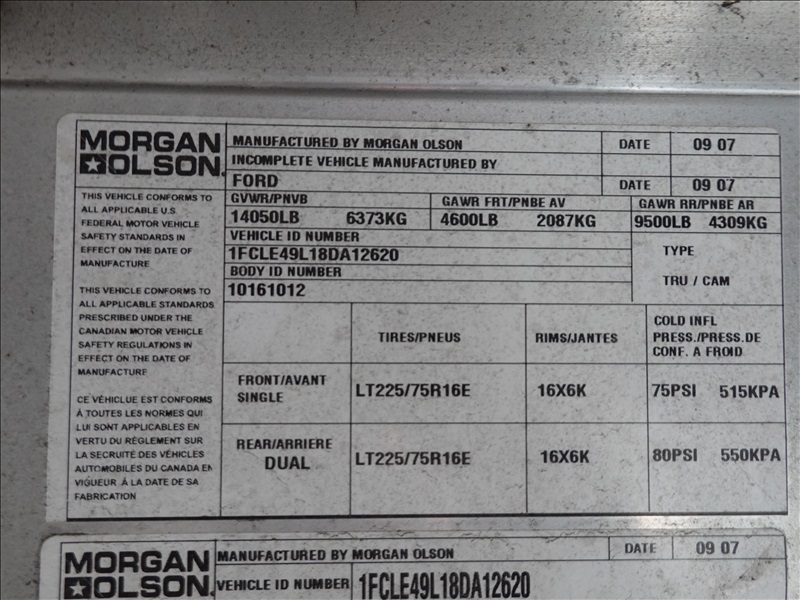 MORGAN OLSON. MANUFACTURED BY MORGAN OLSON DATE 09 07
INCOMPLETE VEHICLE MANUFACTURED BY
FORD DATE 09 07
GVWR/PNVB GAWR FRT/PNBE AV GAWR RR/PNBE AR
14050LB 6373KG 4600LB 2087KG 9500LB 4309KG
VEHICLE ID NUMBER
1FCLE49L18DA12620
TYPE
BODY ID NUMBER
10161012
TRU / CAM
THIS VEHICLE CONFORMS TO
ALL APPLICABLE U.S.
FEDERAL MOTOR VEHICLE
SAFETY STANDARDS IN
EFFECT ON THE DATE OF
MANUFACTURE
THIS VEHICLE CONFORMS TO
ALL APPLICABLE STANDARDS
PRESCRIBED UNDER THE
CANADIAN MOTOR VEHICLE
SAFETY REGULATIONS IN
EFFECT ON THE DATE OF
MANUFACTURE
CE VÉHICLUE EST CONFORMS
À TOUTES LES NORMES QUI
LUI SONT APPLICABLES EN
VERTU DU RÉGLEMENT SUR
LA SECRUITÉ DES VÉHICLES
AUTOMOBILES DU CANADA EN
VIGUEUR À LA DATE DE SA
FABRICATION
TIRES/PNEUS RIMS/JANTES COLD INFL
PRESS./PRESS.DE
CONF. A FROID
FRONT/AVANT
SINGLE LT225/75R16E 16X6K 75PSI 515KPA
REAR/ARRIERE
DUAL LT225/75R16E 16X6K 80PSI 550KPA
MORGAN OLSON. MANUFACTURED BY MORGAN OLSON DATE 09 07
VEHICLE ID NUMBER 1FCLE49L18DA12620